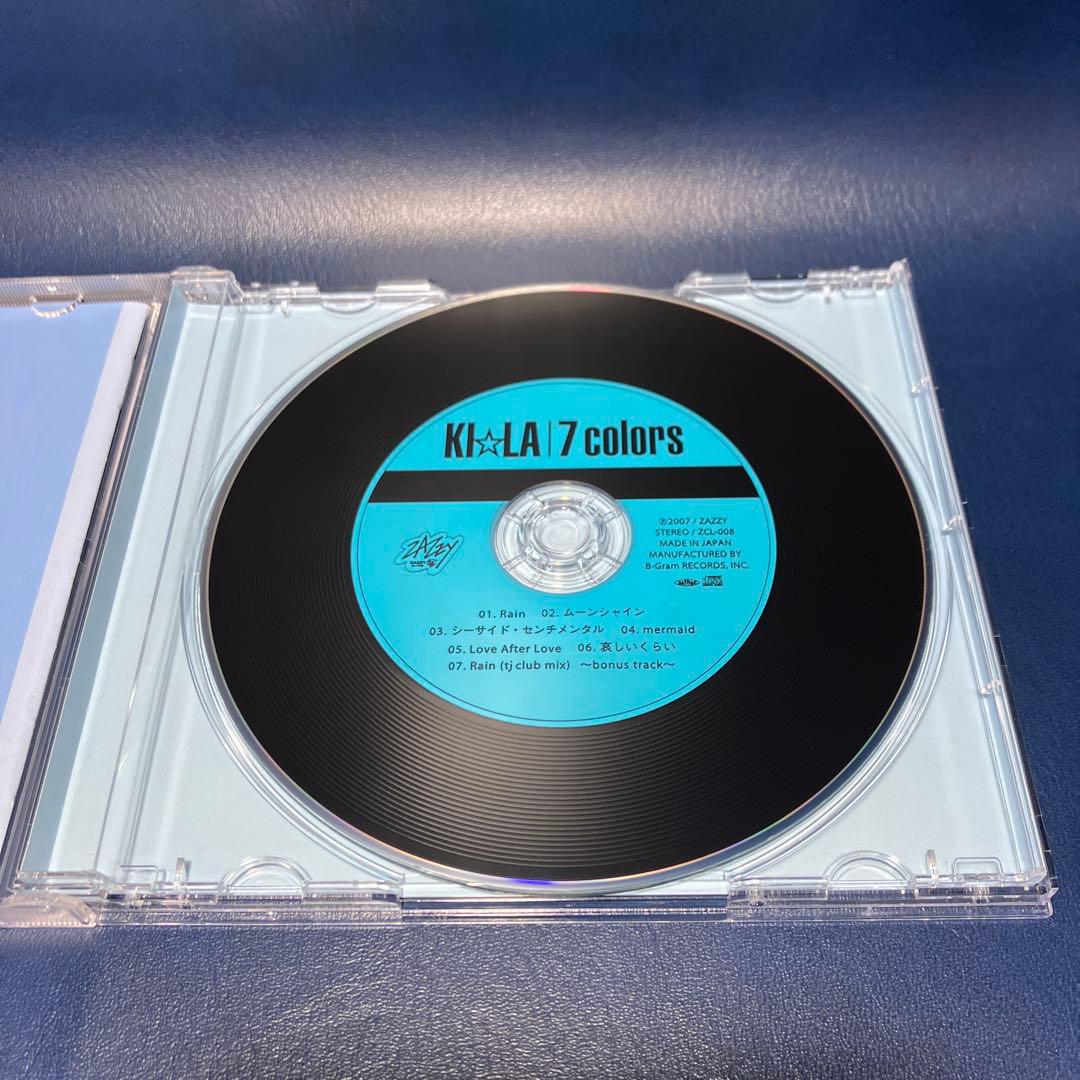 KI☆LA | 7 colors
ZAZZY
℗2007 / ZAZZY
STEREO / ZCL-008
MADE IN JAPAN
MANUFACTURED BY
B-Gram RECORDS, INC.
01. Rain 02. ムーンシャイン
03. シーサイド・センチメンタル 04. mermaid
05. Love After Love 06. 哀しいくらい
07. Rain (tj club mix) 〜bonus track〜